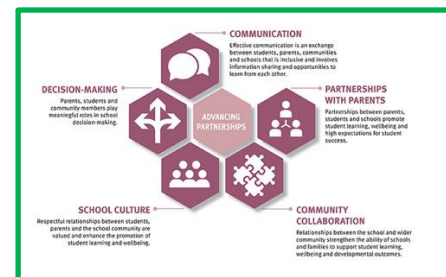 COMMUNICATION
Effective communication is an exchange
between students, parents, communities
and schools that is inclusive and involves
information sharing and opportunities to
learn from each other.
DECISION-MAKING
Parents, students and
community members play
meaningful roles in school
decision-making.
ADVANCING
PARTNERSHIPS
PARTNERSHIPS
WITH PARENTS
Partnerships between parents,
students and schools promote
student learning, wellbeing and
high expectations for student
success.
SCHOOL CULTURE
Respectful relationships between students,
parents and the school community are
valued and enhance the promotion of
student learning and wellbeing.
COMMUNITY
COLLABORATION
Relationships between the school and wider
community strengthen the ability of schools
and families to support student learning,
wellbeing and developmental outcomes.